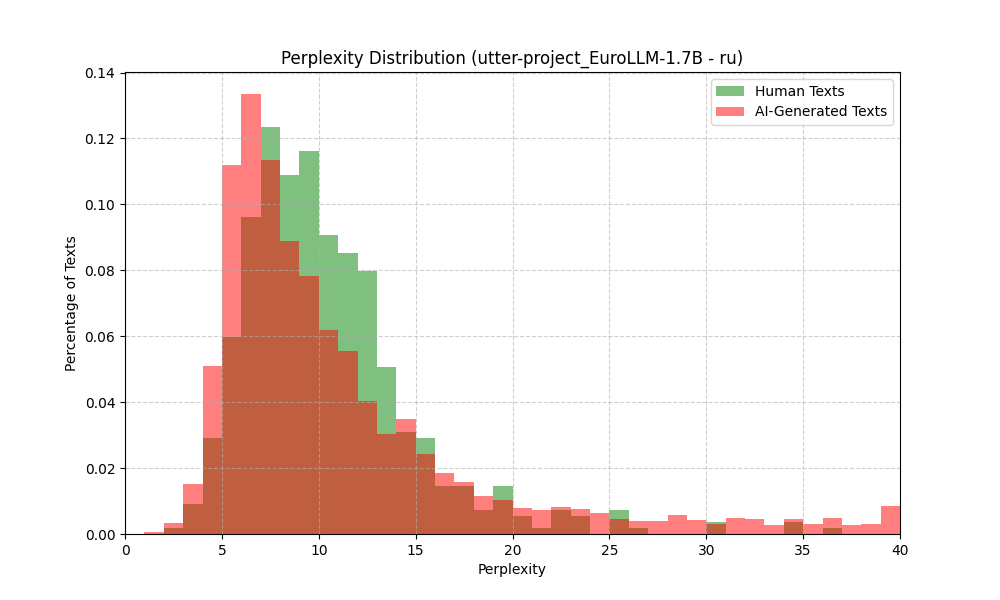 Perplexity Distribution (utter-project_EuroLLM-1.7B - ru)
Human Texts
AI-Generated Texts
Percentage of Texts
0.14
0.12
0.10
0.08
0.06
0.04
0.02
0.00
0 5 10 15 20 25 30 35 40
Perplexity